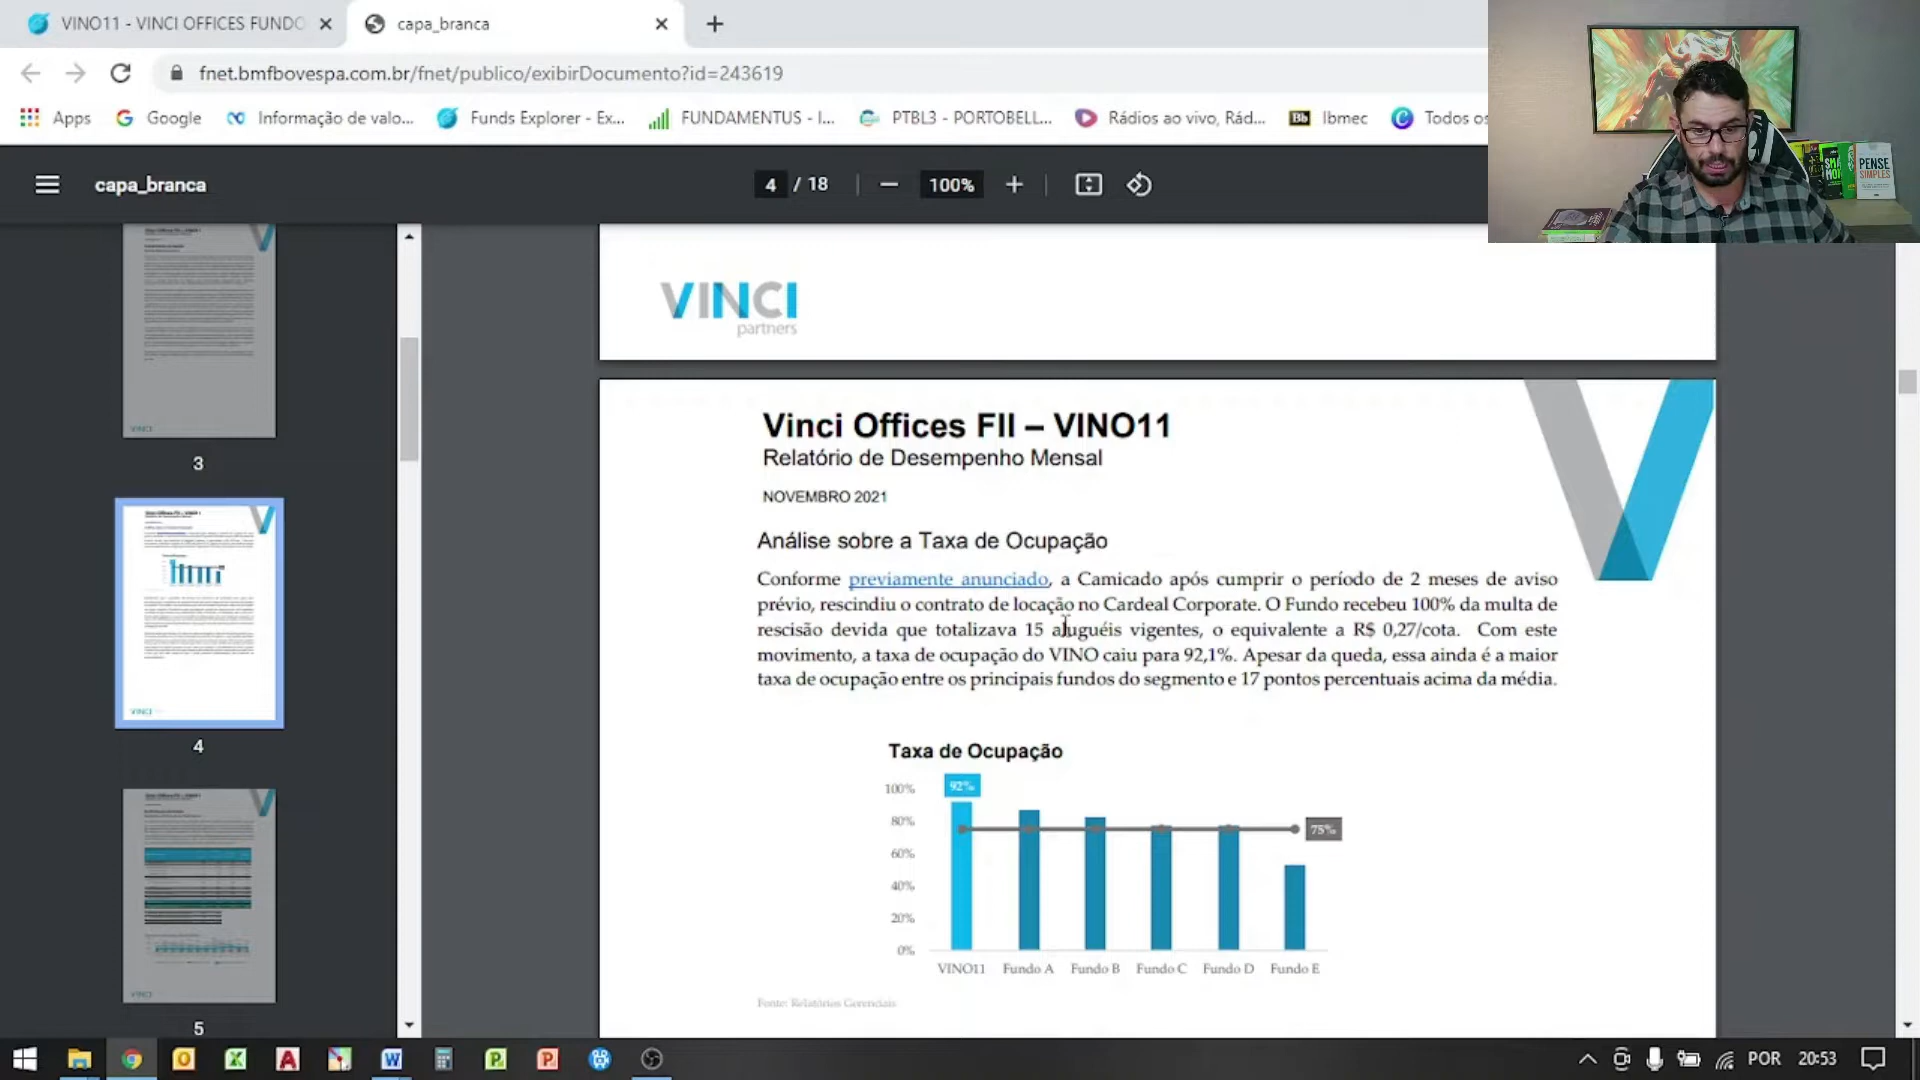 VINO11 - VINCI OFFICES FUNDO
capa_branca
fnet.bmfbovespa.com.br/fnet/publico/exibirDocumento?id=243619
Apps
Google
Informação de valo...
Funds Explorer - Ex...
FUNDAMENTUS - I...
PTBL3 - PORTOBELL...
Rádios ao vivo, Rád...
Bb
Ibmec
Todos os
PENSE
SIMPLES
capa_branca
4 / 18
100%
3
4
5
VINCI
partners
Vinci Offices FII – VINO11
Relatório de Desempenho Mensal
NOVEMBRO 2021
Análise sobre a Taxa de Ocupação
Conforme previamente anunciado, a Camicado após cumprir o período de 2 meses de aviso
prévio, rescindiu o contrato de locação no Cardeal Corporate. O Fundo recebeu 100% da multa de
rescisão devida que totalizava 15 aluguéis vigentes, o equivalente a R$ 0,27/cota. Com este
movimento, a taxa de ocupação do VINO caiu para 92,1%. Apesar da queda, essa ainda é a maior
taxa de ocupação entre os principais fundos do segmento e 17 pontos percentuais acima da média.
Taxa de Ocupação
100%
80%
60%
40%
20%
0%
92%
75%
VINO11 Fundo A Fundo B Fundo C Fundo D Fundo E
Fonte: Relatórios Gerenciais
POR
20:53